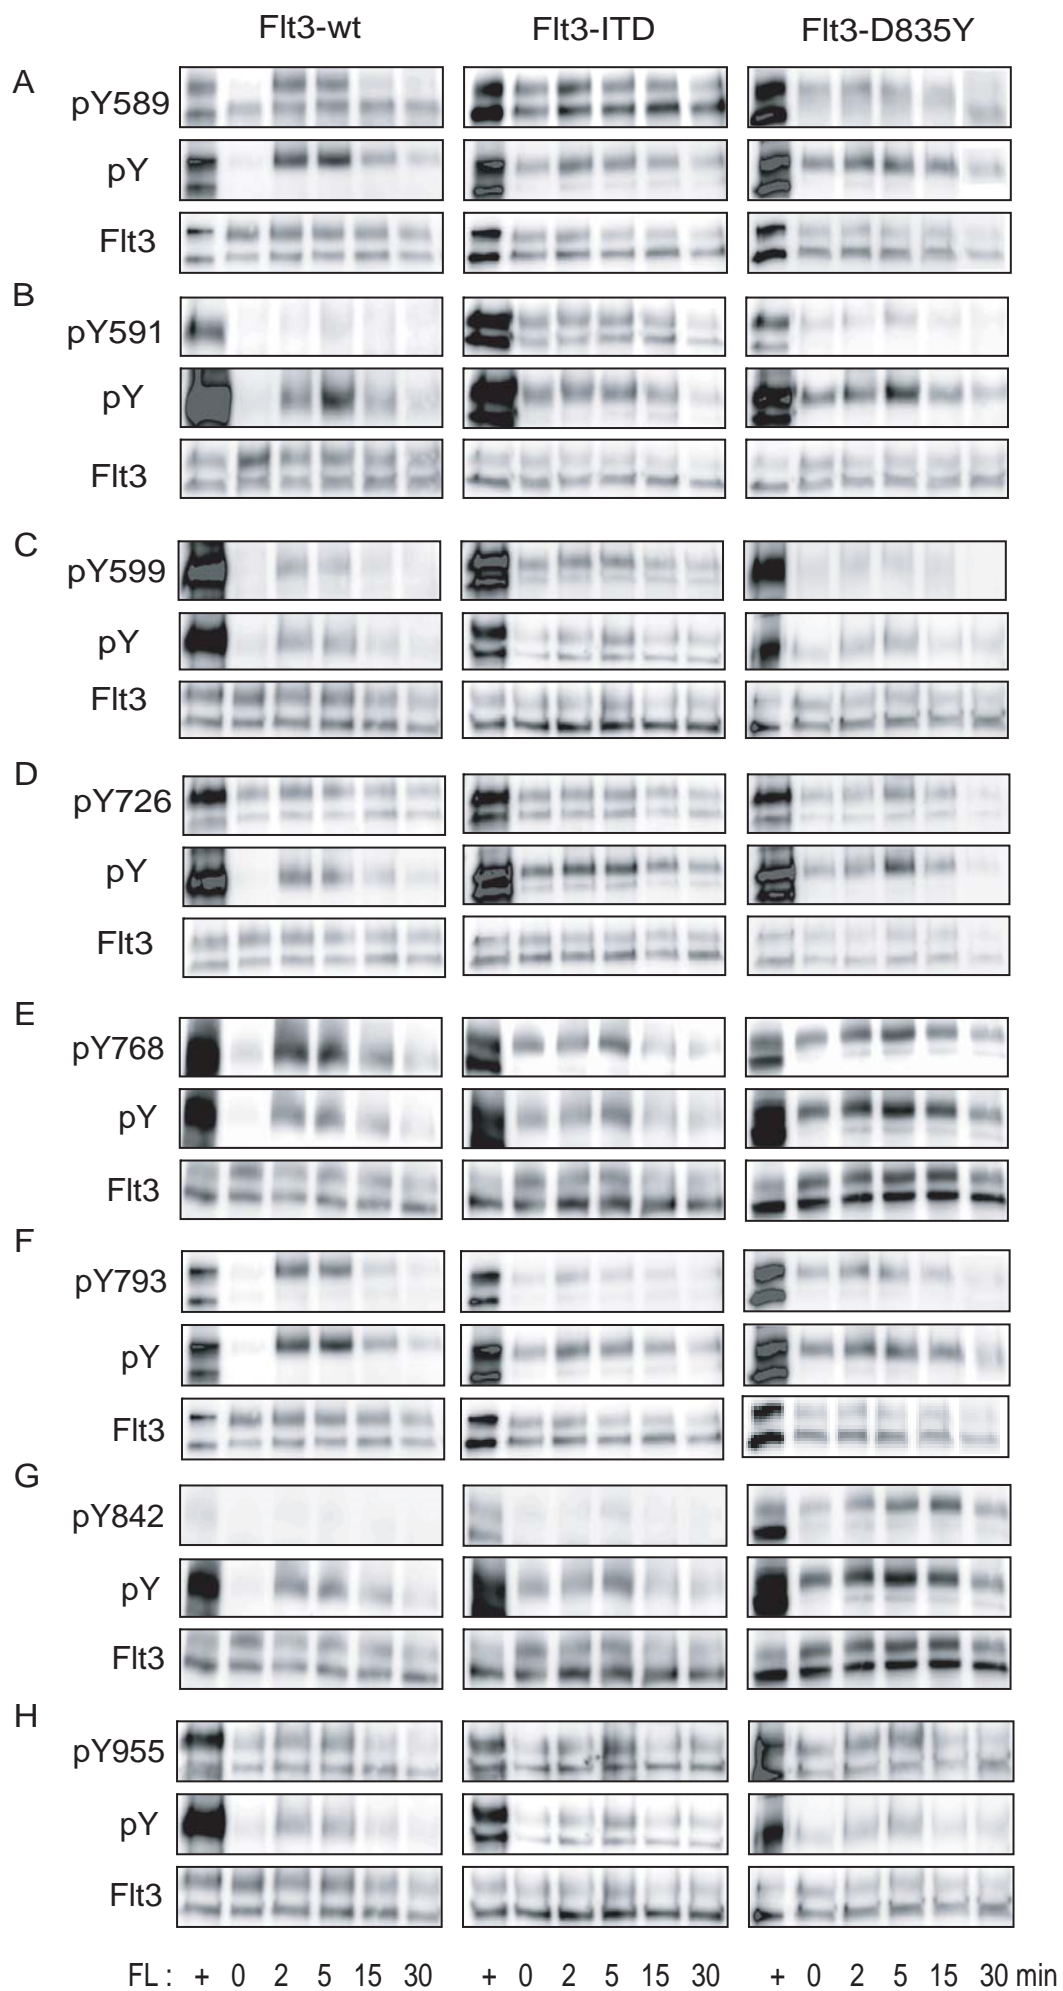 Flt3-wt Flt3-ITD Flt3-D835Y
A
pY589
pY
Flt3
B
pY591
pY
Flt3
C
pY599
pY
Flt3
D
pY726
pY
Flt3
E
pY768
pY
Flt3
F
pY793
pY
Flt3
G
pY842
pY
Flt3
H
pY955
pY
Flt3
FL : + 0 2 5 15 30 + 0 2 5 15 30 + 0 2 5 15 30 min